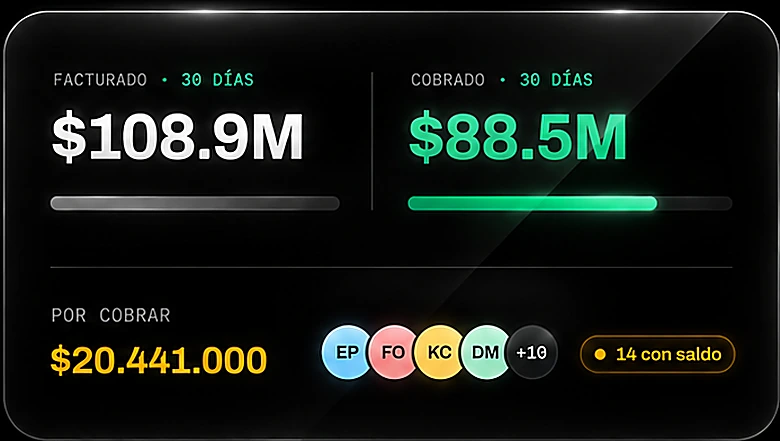 FACTURADO • 30 DÍAS
$108.9M
COBRADO • 30 DÍAS
$88.5M
POR COBRAR
$20.441.000
EP FO KC DM +10
14 con saldo